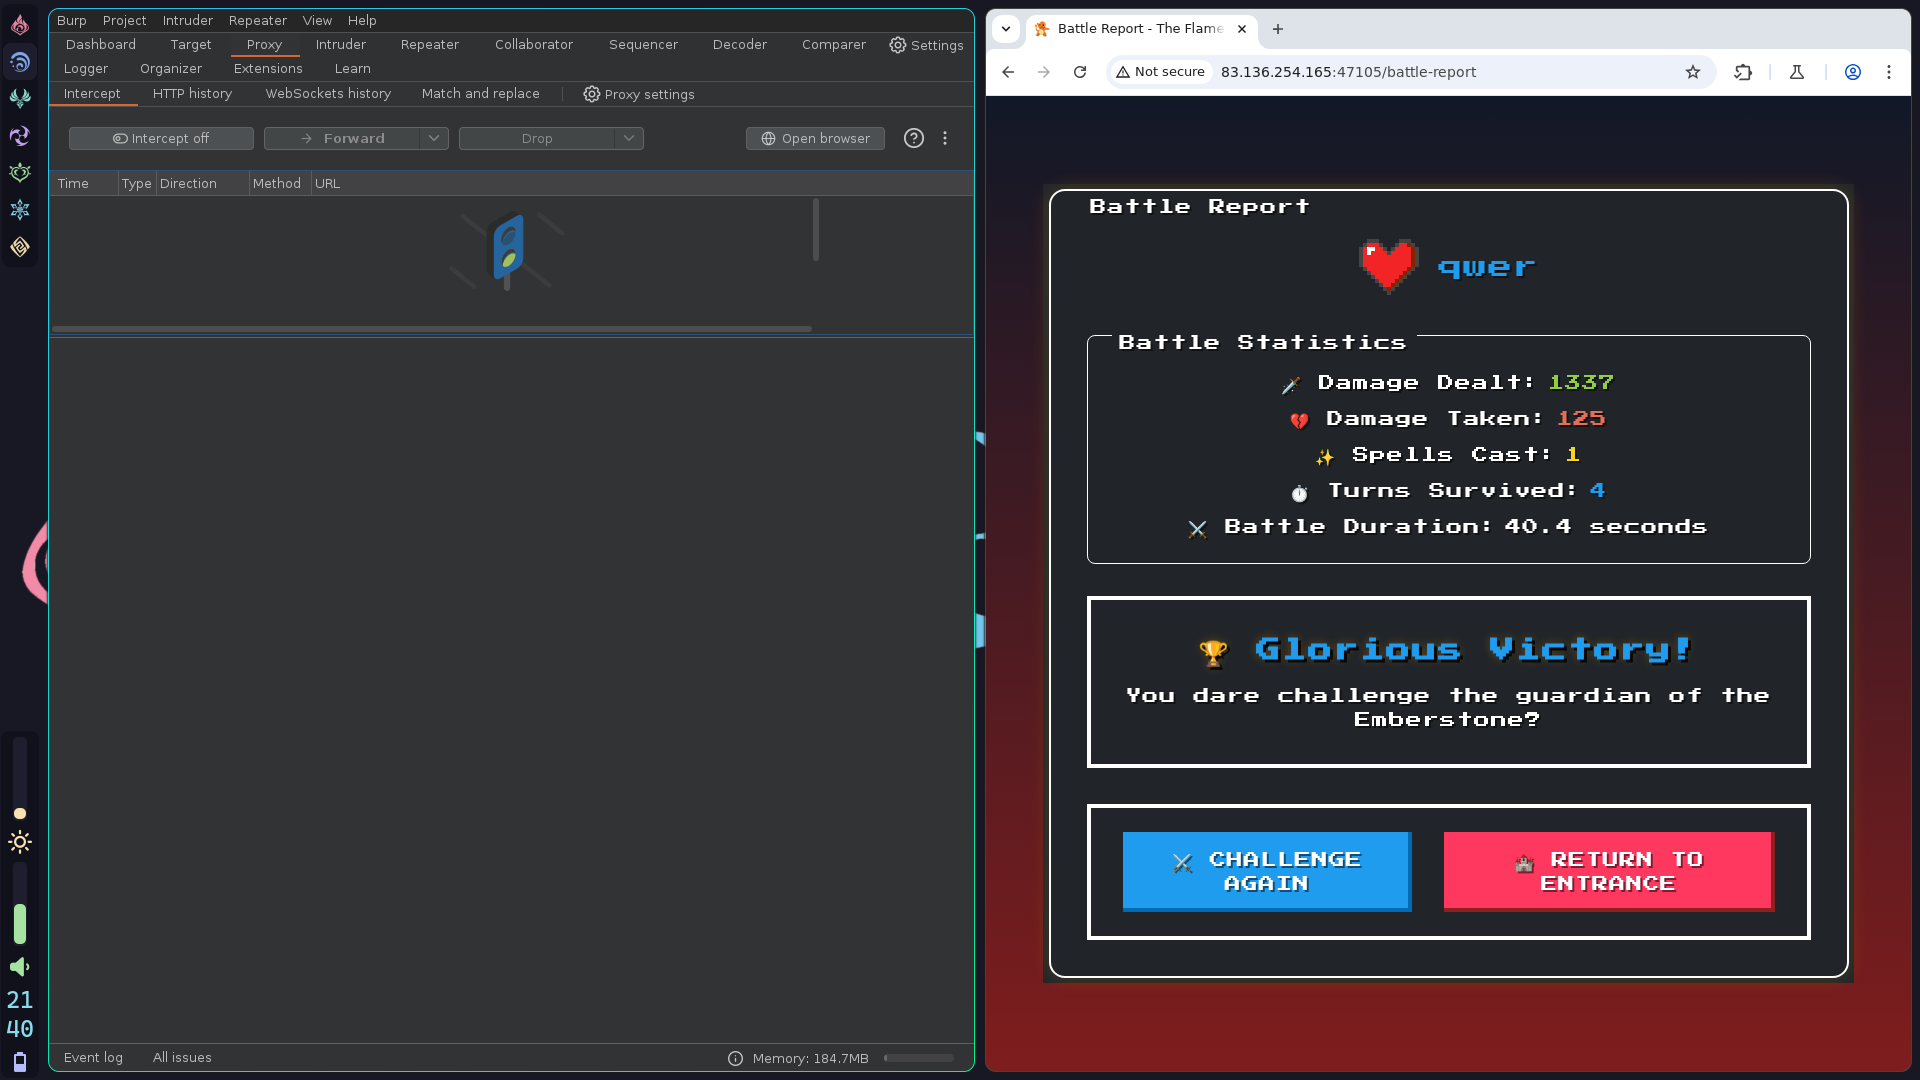 Burp Project Intruder Repeater View Help
Dashboard Target Proxy Intruder Repeater Collaborator Sequencer Decoder Comparer Settings
Logger Organizer Extensions Learn
Intercept HTTP history WebSockets history Match and replace Proxy settings
Intercept off Forward Drop Open browser
Time Type Direction Method URL
Event log All issues Memory: 184.7MB
21
40
Battle Report - The Flame
Not secure 83.136.254.165:47105/battle-report
Battle Report
qwer
Battle Statistics
Damage Dealt: 1337
Damage Taken: 125
Spells Cast: 1
Turns Survived: 4
Battle Duration: 40.4 seconds
Glorious Victory!
You dare challenge the guardian of the
Emberstone?
CHALLENGE
AGAIN
RETURN TO
ENTRANCE